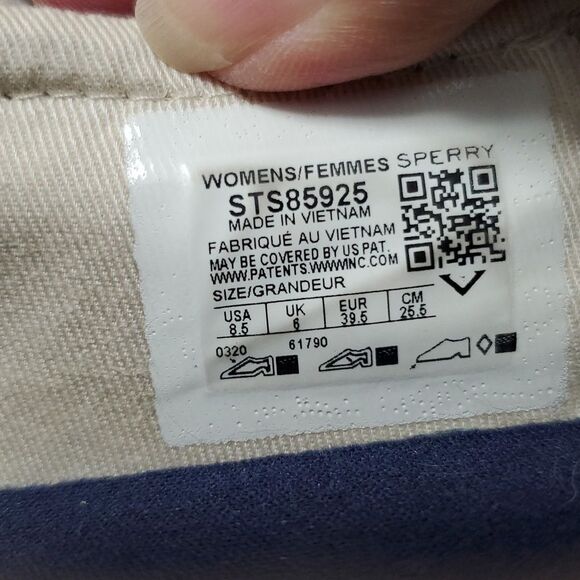 WOMENS/FEMMES SPERRY
STS85925
MADE IN VIETNAM
FABRIQUÉ AU VIETNAM
MAY BE COVERED BY US PAT.
WWW.PATENTS.WWWINC.COM
SIZE/GRANDEUR
USA UK EUR CM
8.5 6 39.5 25.5
0320 61790